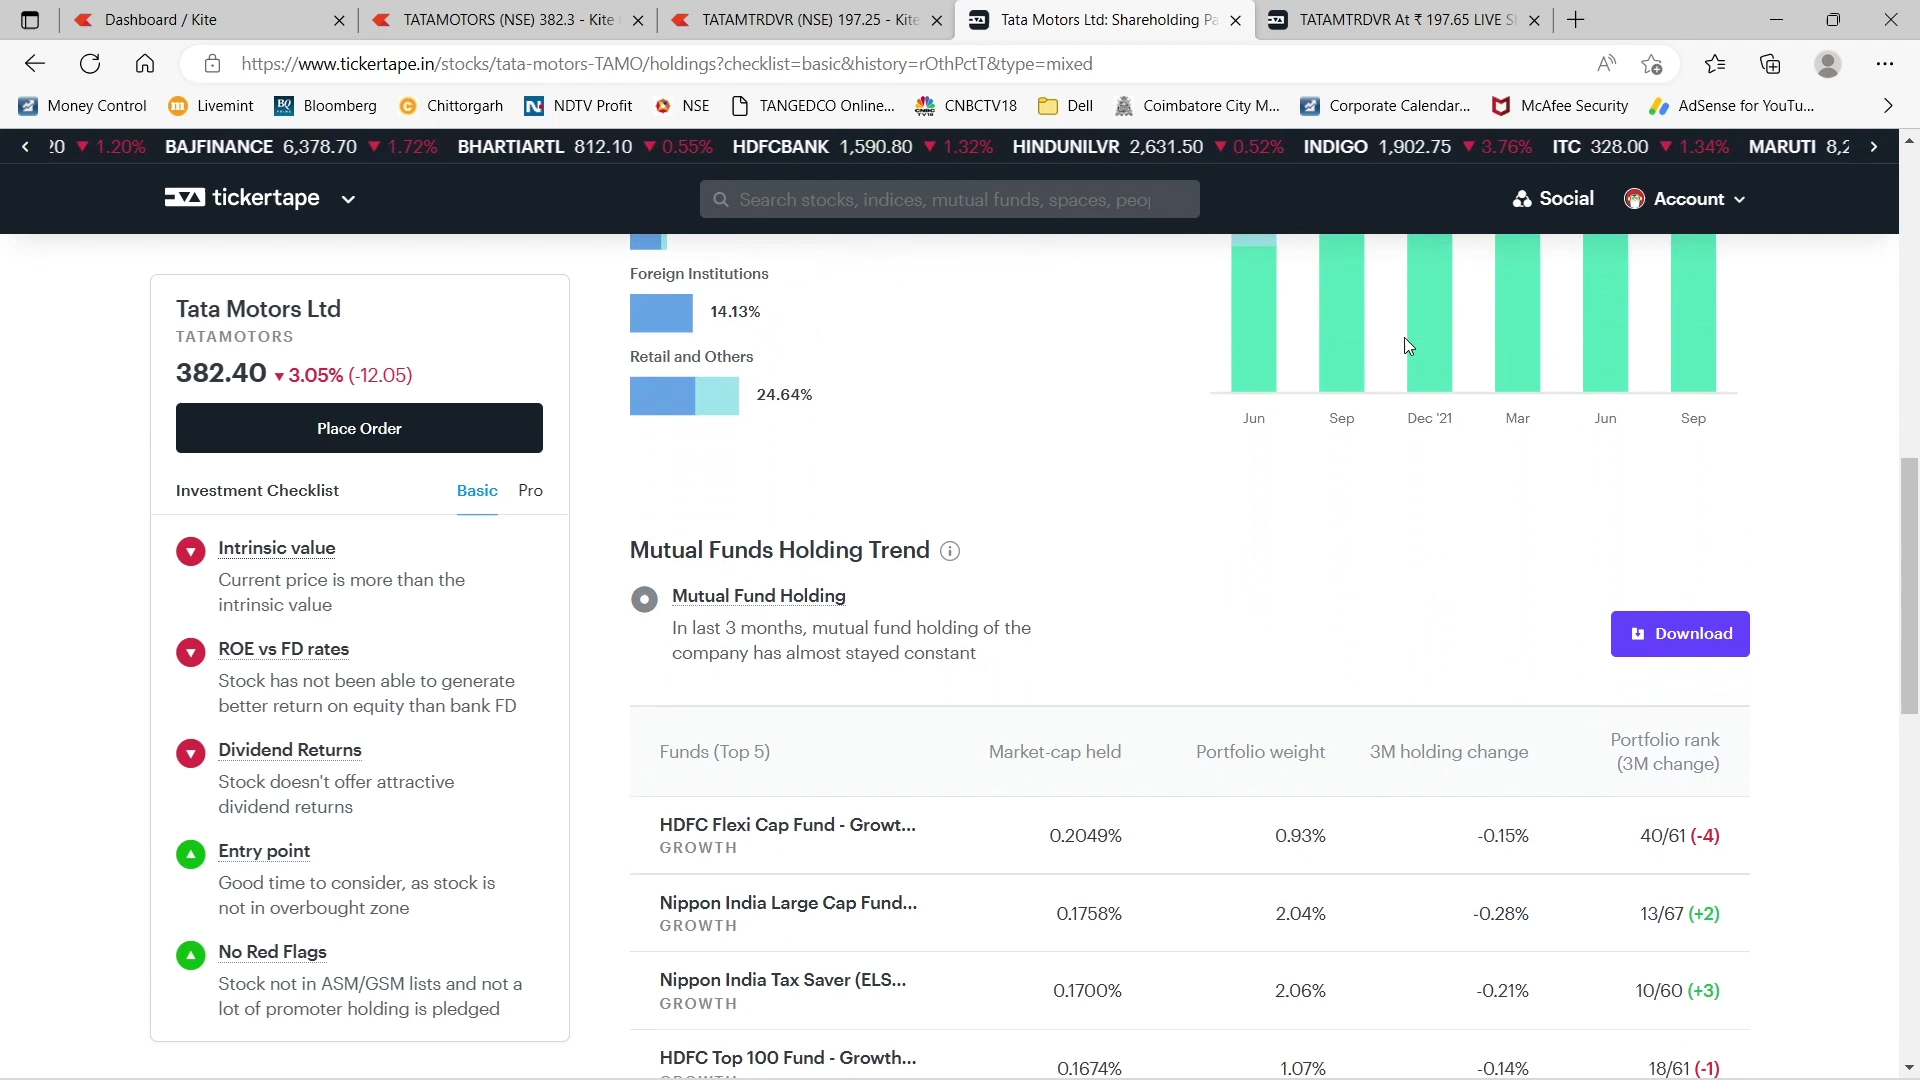 Dashboard / Kite
TATAMOTORS (NSE) 382.3 - Kite
TATAMTRDVR (NSE) 197.25 - Kite
Tata Motors Ltd: Shareholding Pa
TATAMTRDVR At ₹ 197.65 LIVE S
https://www.tickertape.in/stocks/tata-motors-TAMO/holdings?checklist=basic&history=rOthPctT&type=mixed
Money Control Livemint Bloomberg Chittorgarh NDTV Profit NSE TANGEDCO Online... CNBCTV18 Dell Coimbatore City M... Corporate Calendar... McAfee Security AdSense for YouTu...
20 ▼ 1.20% BAJFINANCE 6,378.70 ▼ 1.72% BHARTIARTL 812.10 ▼ 0.55% HDFCBANK 1,590.80 ▼ 1.32% HINDUNILVR 2,631.50 ▼ 0.52% INDIGO 1,902.75 ▼ 3.76% ITC 328.00 ▼ 1.34% MARUTI 8,2
tickertape
Search stocks, indices, mutual funds, spaces, peo
Social
Account
Tata Motors Ltd
TATAMOTORS
382.40 ▼ 3.05% (-12.05)
Place Order
Investment Checklist Basic Pro
Intrinsic value
Current price is more than the
intrinsic value
ROE vs FD rates
Stock has not been able to generate
better return on equity than bank FD
Dividend Returns
Stock doesn't offer attractive
dividend returns
Entry point
Good time to consider, as stock is
not in overbought zone
No Red Flags
Stock not in ASM/GSM lists and not a
lot of promoter holding is pledged
Foreign Institutions
14.13%
Retail and Others
24.64%
Jun Sep Dec '21 Mar Jun Sep
Mutual Funds Holding Trend
Mutual Fund Holding
In last 3 months, mutual fund holding of the
company has almost stayed constant
Download
Funds (Top 5) Market-cap held Portfolio weight 3M holding change Portfolio rank
(3M change)
HDFC Flexi Cap Fund - Growt... 0.2049% 0.93% -0.15% 40/61 (-4)
GROWTH
Nippon India Large Cap Fund... 0.1758% 2.04% -0.28% 13/67 (+2)
GROWTH
Nippon India Tax Saver (ELS... 0.1700% 2.06% -0.21% 10/60 (+3)
GROWTH
HDFC Top 100 Fund - Growth... 0.1674% 1.07% -0.14% 18/61 (-1)